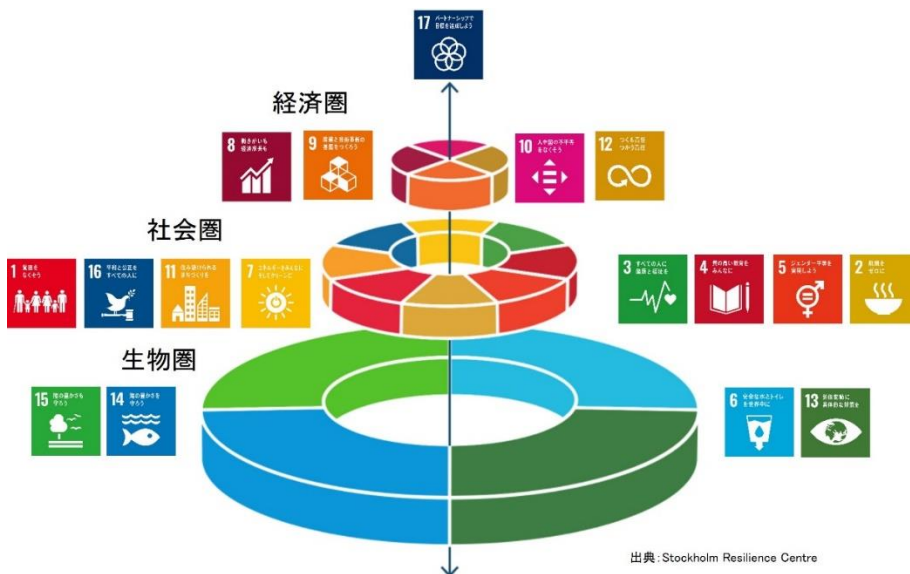 17 パートナーシップで
目標を達成しよう
経済圏
8 働きがいも
経済成長も
9 産業と技術革新の
基盤をつくろう
10 人や国の不平等
をなくそう
12 つくる責任
つかう責任
社会圏
1 貧困を
なくそう
16 平和と公正を
すべての人に
11 住み続けられる
まちづくりを
7 エネルギーをみんなに
そしてクリーンに
3 すべての人に
健康と福祉を
4 質の高い教育を
みんなに
5 ジェンダー平等を
実現しよう
2 飢餓を
ゼロに
生物圏
15 陸の豊かさも
守ろう
14 海の豊かさを
守ろう
6 安全な水とトイレ
を世界中に
13 気候変動に
具体的な対策を
出典：Stockholm Resilience Centre